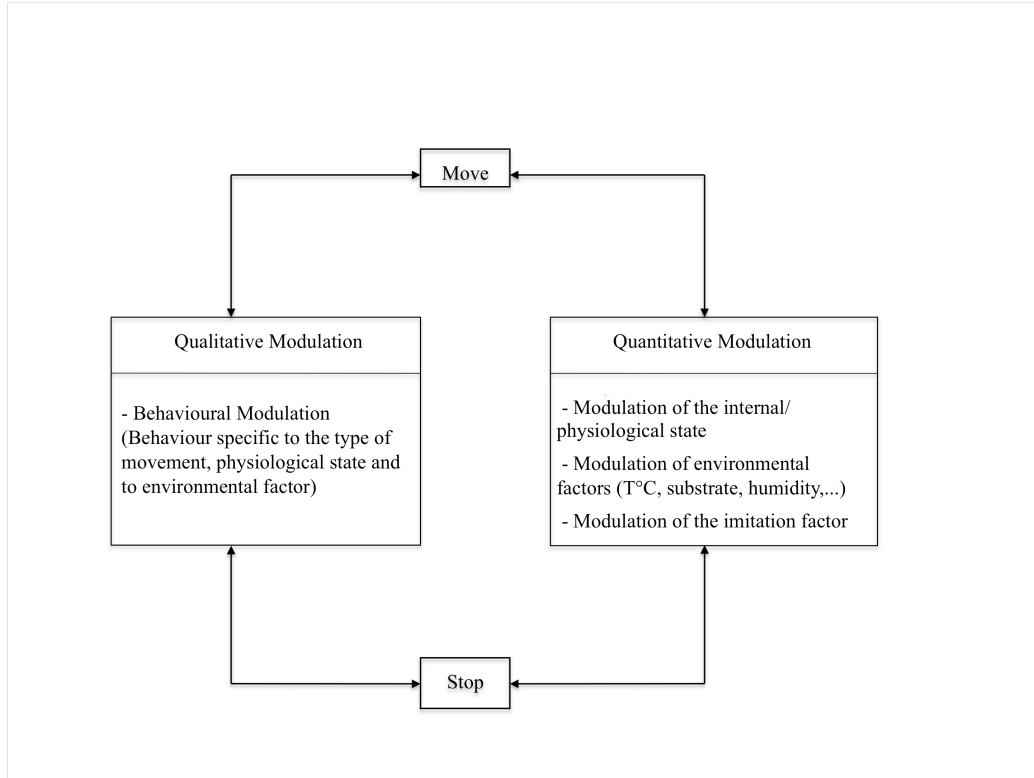 Move
Qualitative Modulation
- Behavioural Modulation
(Behaviour specific to the type of
movement, physiological state and
to environmental factor)
Quantitative Modulation
- Modulation of the internal/
physiological state
- Modulation of environmental
factors (T°C, substrate, humidity,...)
- Modulation of the imitation factor
Stop